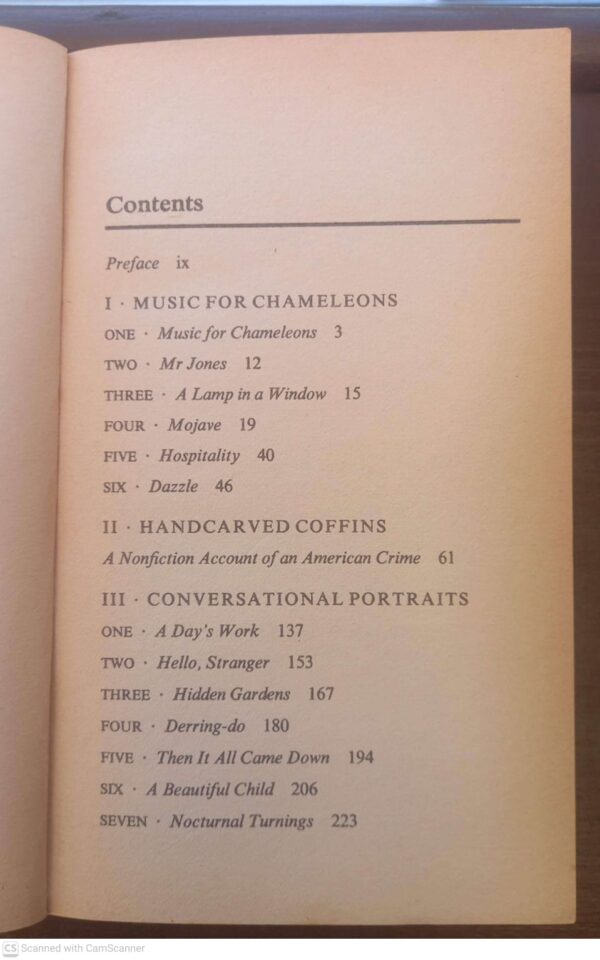 Contents
Preface ix
I · MUSIC FOR CHAMELEONS
ONE · Music for Chameleons 3
TWO · Mr Jones 12
THREE · A Lamp in a Window 15
FOUR · Mojave 19
FIVE · Hospitality 40
SIX · Dazzle 46
II · HANDCARVED COFFINS
A Nonfiction Account of an American Crime 61
III · CONVERSATIONAL PORTRAITS
ONE · A Day's Work 137
TWO · Hello, Stranger 153
THREE · Hidden Gardens 167
FOUR · Derring-do 180
FIVE · Then It All Came Down 194
SIX · A Beautiful Child 206
SEVEN · Nocturnal Turnings 223
CS Scanned with CamScanner